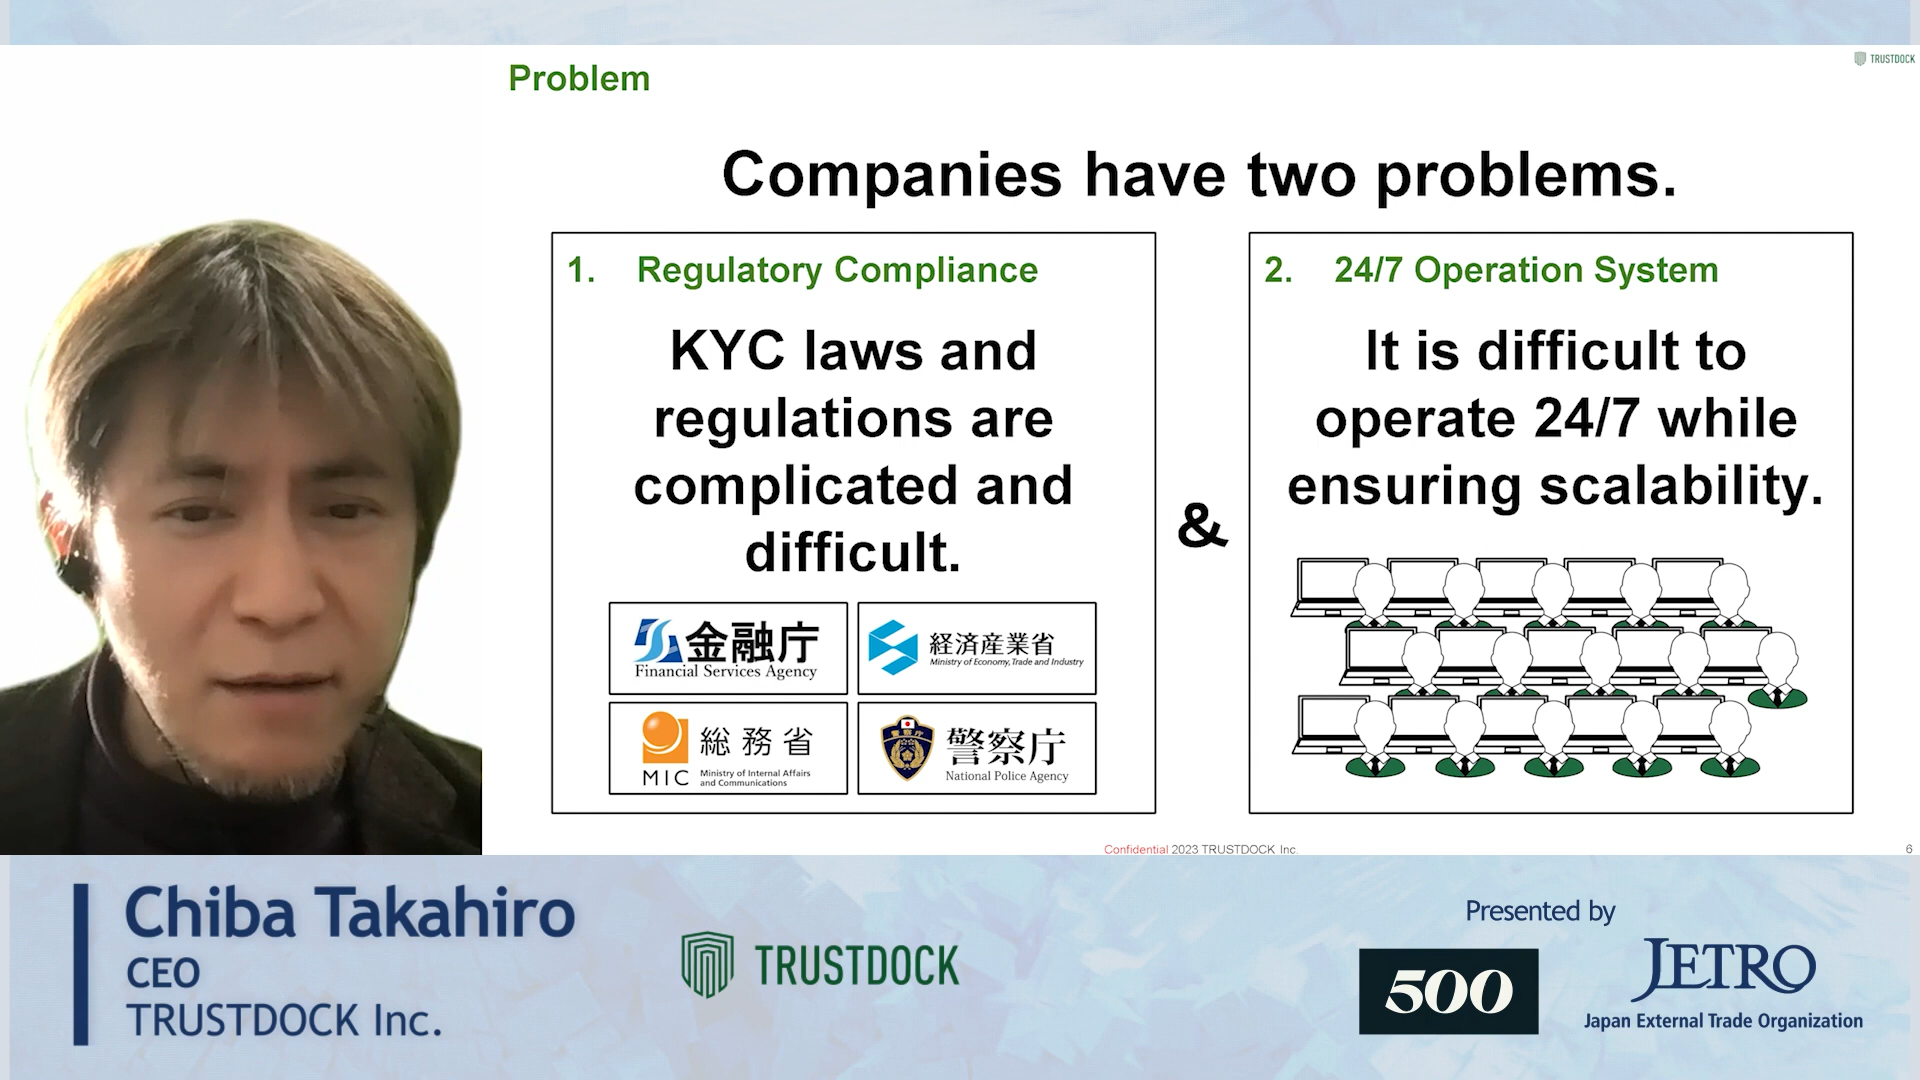 TRUSTDOCK
Problem
Companies have two problems.
1. Regulatory Compliance
KYC laws and
regulations are
complicated and
difficult.
金融庁
Financial Services Agency
経済産業省
Ministry of Economy, Trade and Industry
総務省
MIC
Ministry of Internal Affairs
and Communications
警察庁
National Police Agency
&
2. 24/7 Operation System
It is difficult to
operate 24/7 while
ensuring scalability.
Confidential 2023 TRUSTDOCK Inc.
6
Chiba Takahiro
CEO
TRUSTDOCK Inc.
TRUSTDOCK
Presented by
500
JETRO
Japan External Trade Organization